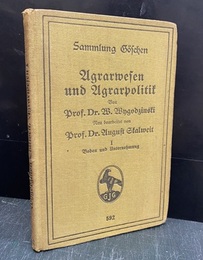 Sammlung Göschen
Agrarwesen
und Agrarpolitik
Von
Prof. Dr. W. Wygodzinski
Neu bearbeitet von
Prof. Dr. August Skalweit
I
Boden und Unternehmung
GJG
592